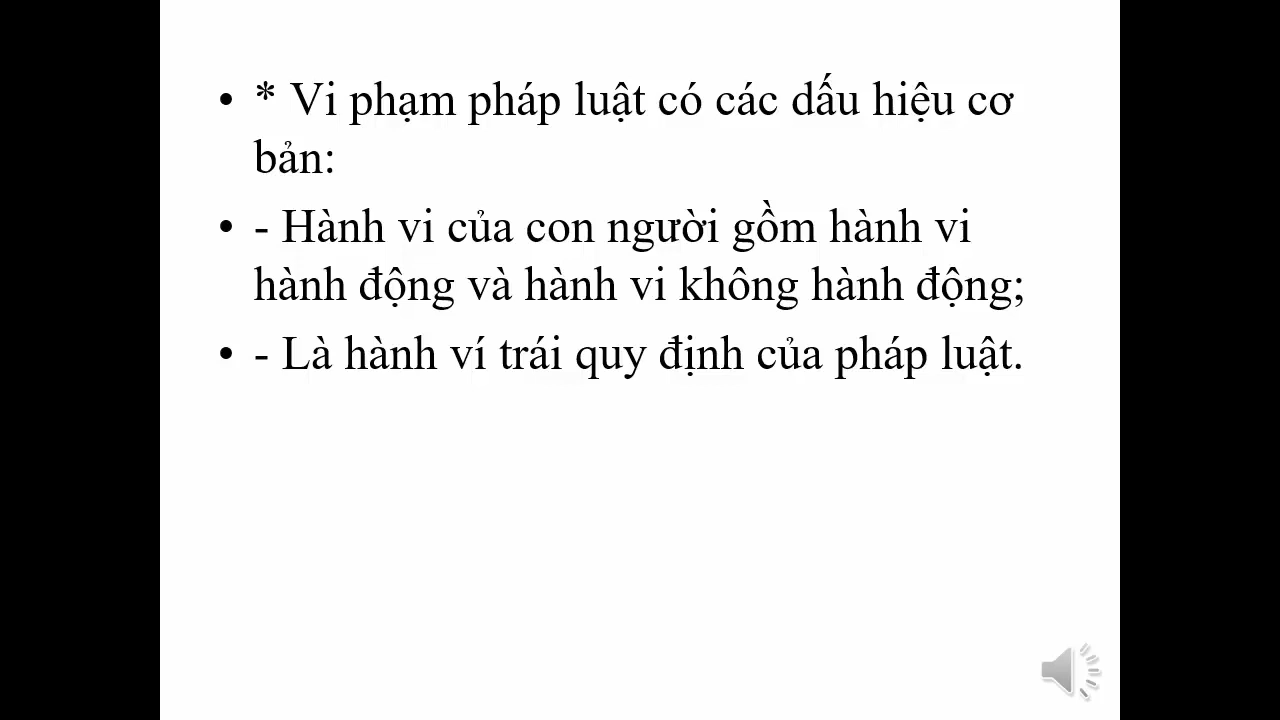 • * Vi phạm pháp luật có các dấu hiệu cơ
bản:
• - Hành vi của con người gồm hành vi
hành động và hành vi không hành động;
• - Là hành ví trái quy định của pháp luật.